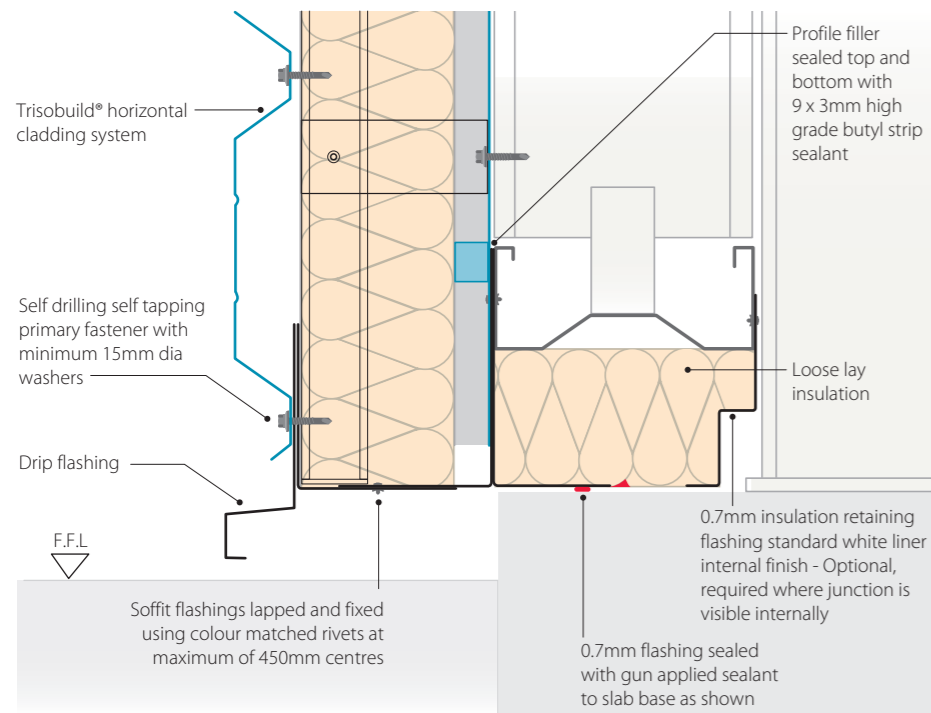 Trisobuild® horizontal
cladding system
Self drilling self tapping
primary fastener with
minimum 15mm dia
washers
Drip flashing
F.F.L
Soffit flashings lapped and fixed
using colour matched rivets at
maximum of 450mm centres
Profile filler
sealed top and
bottom with
9 x 3mm high
grade butyl strip
sealant
Loose lay
insulation
0.7mm insulation retaining
flashing standard white liner
internal finish - Optional,
required where junction is
visible internally
0.7mm flashing sealed
with gun applied sealant
to slab base as shown